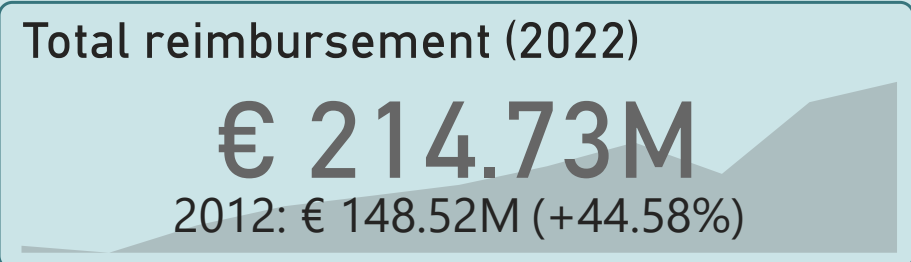 Total reimbursement (2022)
€ 214.73M
2012: € 148.52M (+44.58%)